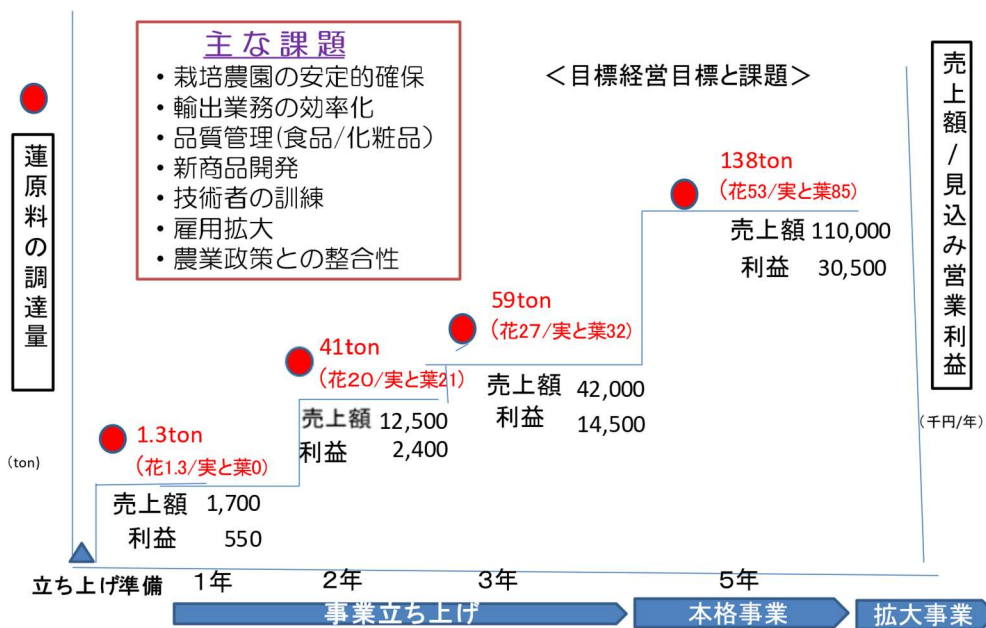 主な課題
・栽培農園の安定的確保
・輸出業務の効率化
・品質管理(食品/化粧品)
・新商品開発
・技術者の訓練
・雇用拡大
・農業政策との整合性
＜目標経営目標と課題＞
蓮原料の調達量
(ton)
売上額/見込み営業利益
(千円/年)
1.3ton
(花1.3/実と葉0)
売上額 1,700
利益 550
41ton
(花20/実と葉21)
売上額 12,500
利益 2,400
59ton
(花27/実と葉32)
売上額 42,000
利益 14,500
138ton
(花53/実と葉85)
売上額 110,000
利益 30,500
立ち上げ準備
1年
2年
3年
5年
事業立ち上げ
本格事業
拡大事業